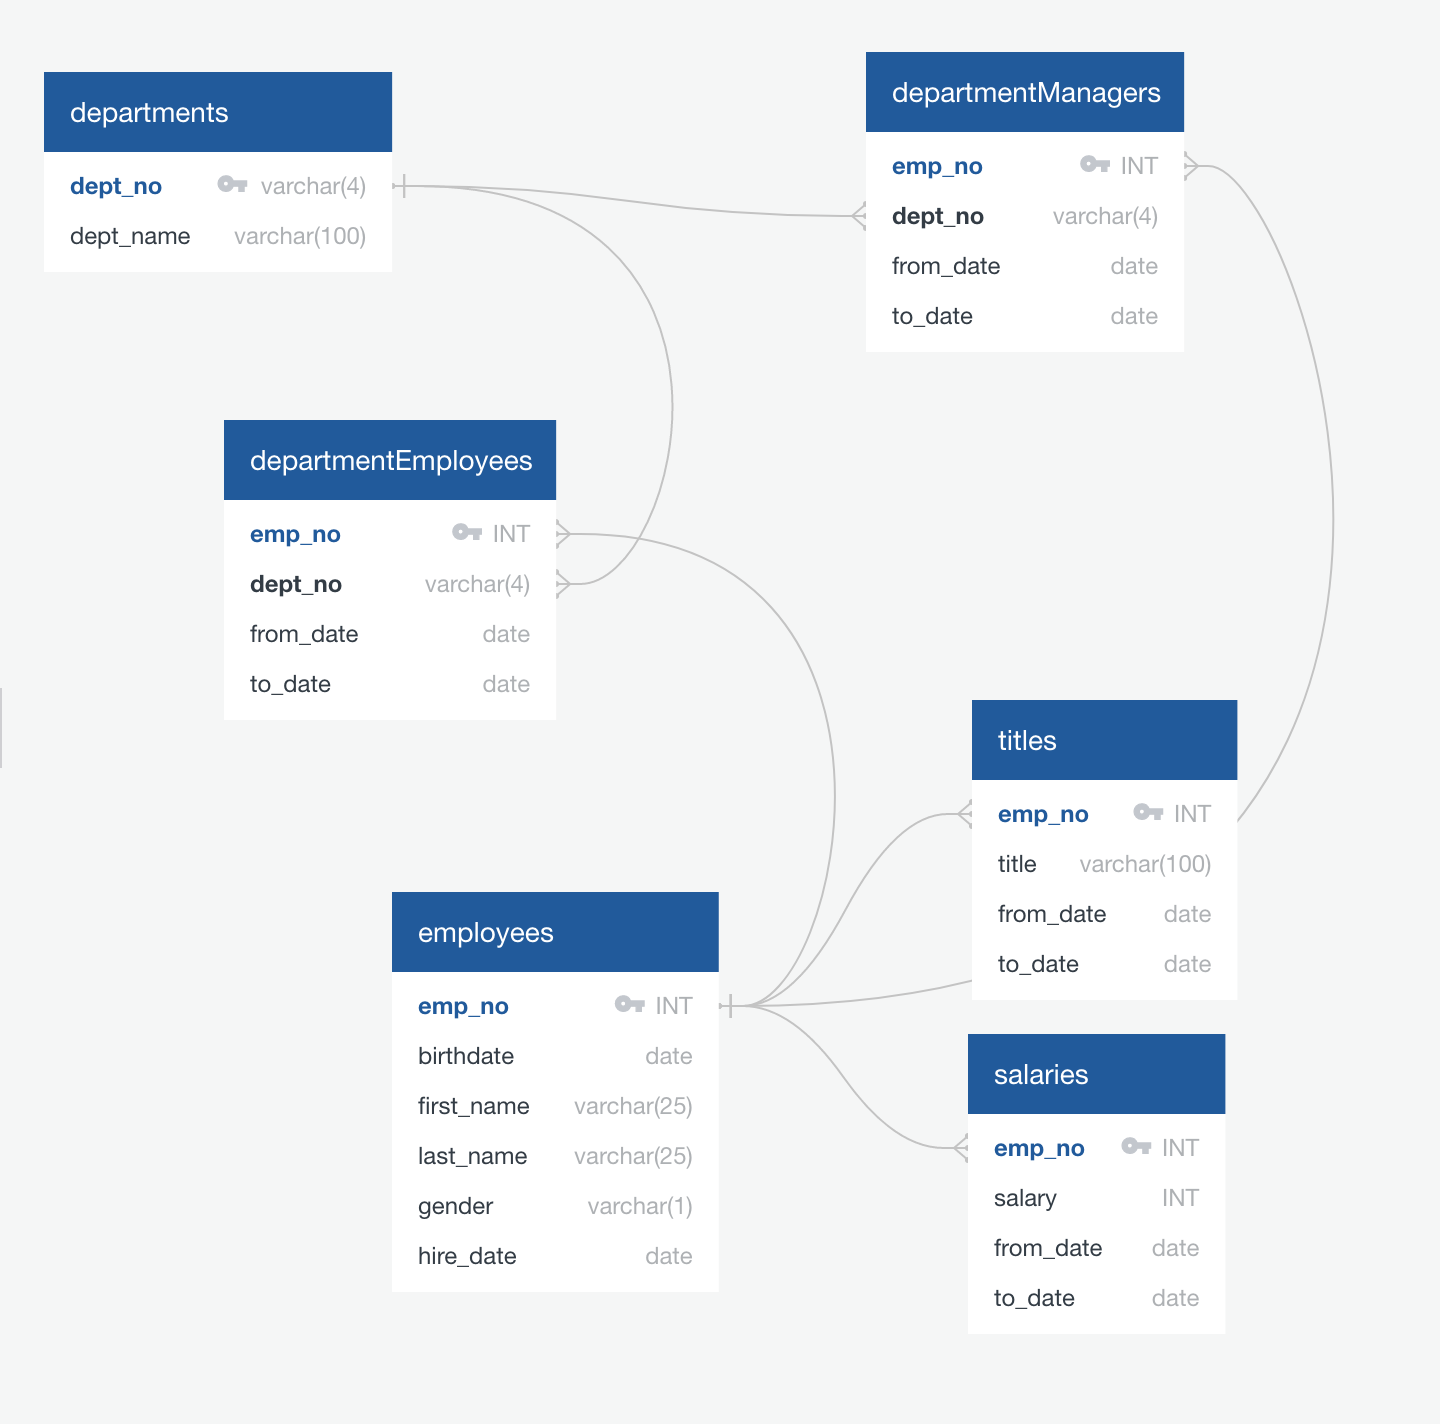 departments
dept_no varchar(4)
dept_name varchar(100)
departmentManagers
emp_no INT
dept_no varchar(4)
from_date date
to_date date
departmentEmployees
emp_no INT
dept_no varchar(4)
from_date date
to_date date
titles
emp_no INT
title varchar(100)
from_date date
to_date date
employees
emp_no INT
birthdate date
first_name varchar(25)
last_name varchar(25)
gender varchar(1)
hire_date date
salaries
emp_no INT
salary INT
from_date date
to_date date